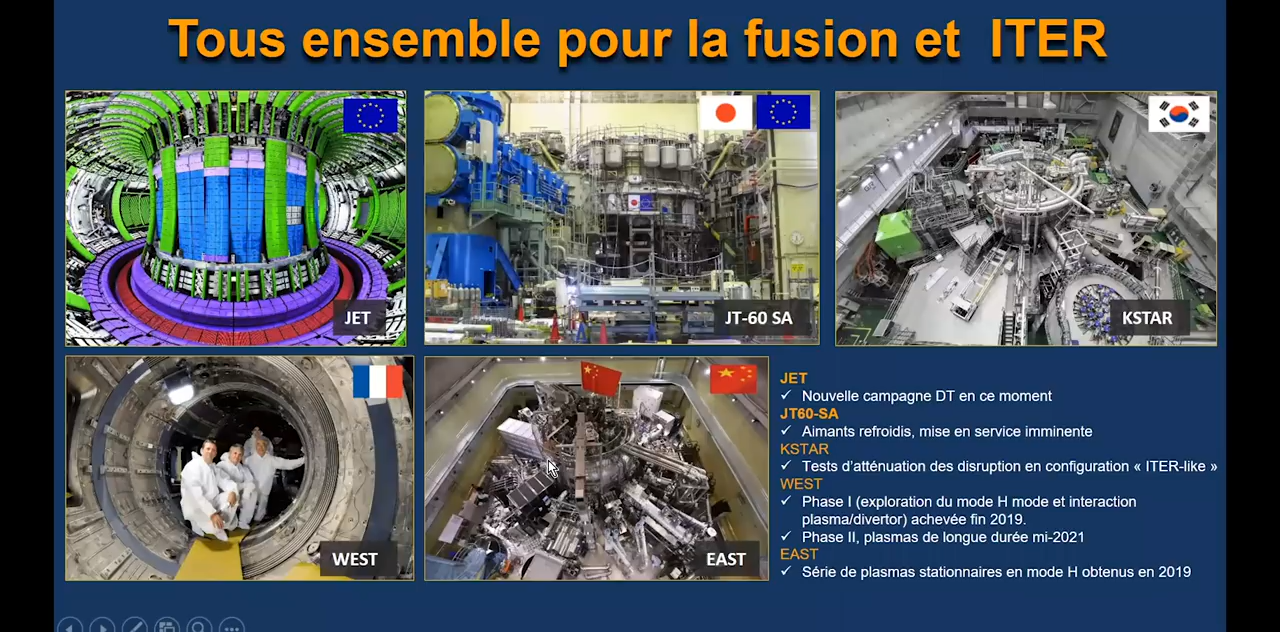 Tous ensemble pour la fusion et ITER
JET
JT-60 SA
KSTAR
WEST
EAST
JET
✓ Nouvelle campagne DT en ce moment
JT60-SA
✓ Aimants refroidis, mise en service imminente
KSTAR
✓ Tests d’atténuation des disruption en configuration « ITER-like »
WEST
✓ Phase I (exploration du mode H mode et interaction
plasma/divertor) achevée fin 2019.
✓ Phase II, plasmas de longue durée mi-2021
EAST
✓ Série de plasmas stationnaires en mode H obtenus en 2019